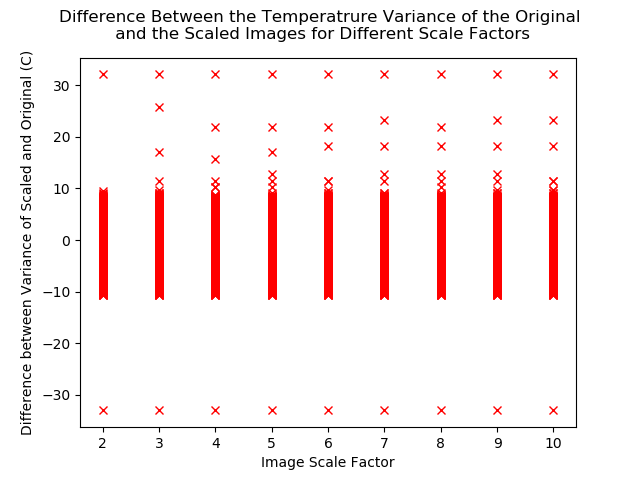 Difference Between the Temperatrure Variance of the Original
and the Scaled Images for Different Scale Factors
Difference between Variance of Scaled and Original (C)
30
20
10
0
−10
−20
−30
2 3 4 5 6 7 8 9 10
Image Scale Factor